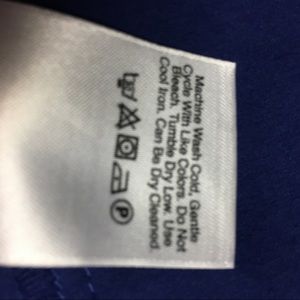 Machine Wash Cold, Gentle
Cycle With Like Colors. Do Not
Bleach. Tumble Dry Low. Use
Cool Iron. Can Be Dry Cleaned.
P